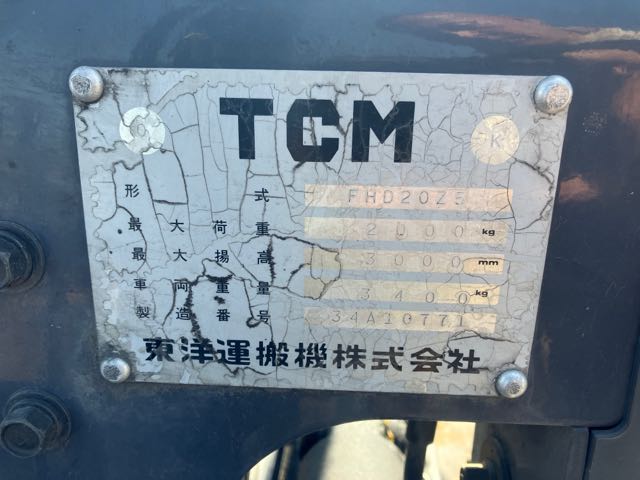 TCM
K
形式 FHD20Z5
最大荷重 2000 kg
最大揚高 3000 mm
車両重量 3400 kg
製造番号 34A10771
東洋運搬機株式会社